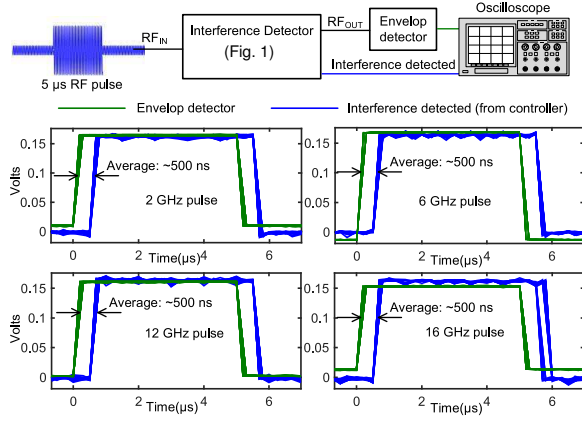 Oscilloscope
RF_IN
Interference Detector
(Fig. 1)
RF_OUT
Envelop
detector
Interference detected
5 µs RF pulse
Envelop detector
Interference detected (from controller)
0.15
0.1
0.05
0
Volts
Average: ~500 ns
2 GHz pulse
0 2 4 6
Time(µs)
0.15
0.1
0.05
0
Average: ~500 ns
6 GHz pulse
0 2 4 6
Time(µs)
0.15
0.1
0.05
0
Volts
Average: ~500 ns
12 GHz pulse
0 2 4 6
Time(µs)
0.15
0.1
0.05
0
Average: ~500 ns
16 GHz pulse
0 2 4 6
Time(µs)